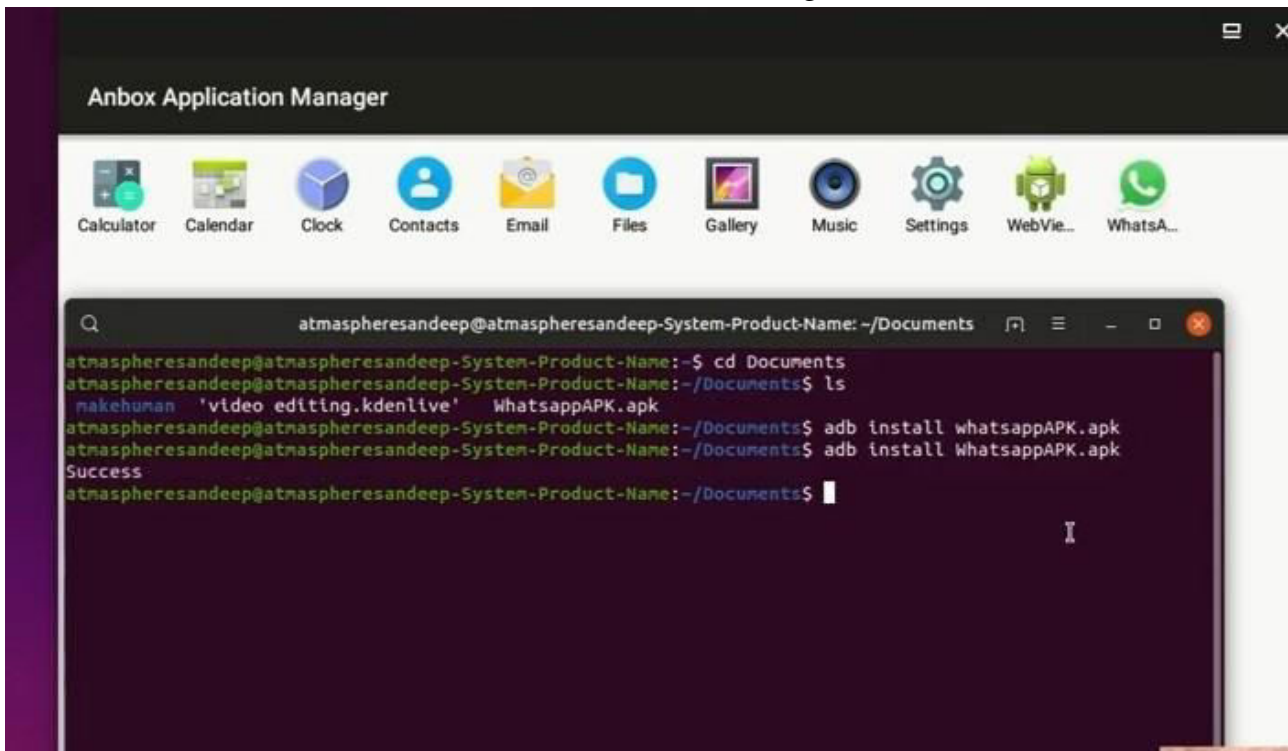 Anbox Application Manager
Calculator Calendar Clock Contacts Email Files Gallery Music Settings WebVie... WhatsA...
atmaspheresandeep@atmaspheresandeep-System-Product-Name: ~/Documents
atmaspheresandeep@atmaspheresandeep-System-Product-Name:~$ cd Documents
atmaspheresandeep@atmaspheresandeep-System-Product-Name:~/Documents$ ls
makehuman 'video editing.kdenlive' WhatsappAPK.apk
atmaspheresandeep@atmaspheresandeep-System-Product-Name:~/Documents$ adb install whatsappAPK.apk
atmaspheresandeep@atmaspheresandeep-System-Product-Name:~/Documents$ adb install WhatsappAPK.apk
Success
atmaspheresandeep@atmaspheresandeep-System-Product-Name:~/Documents$